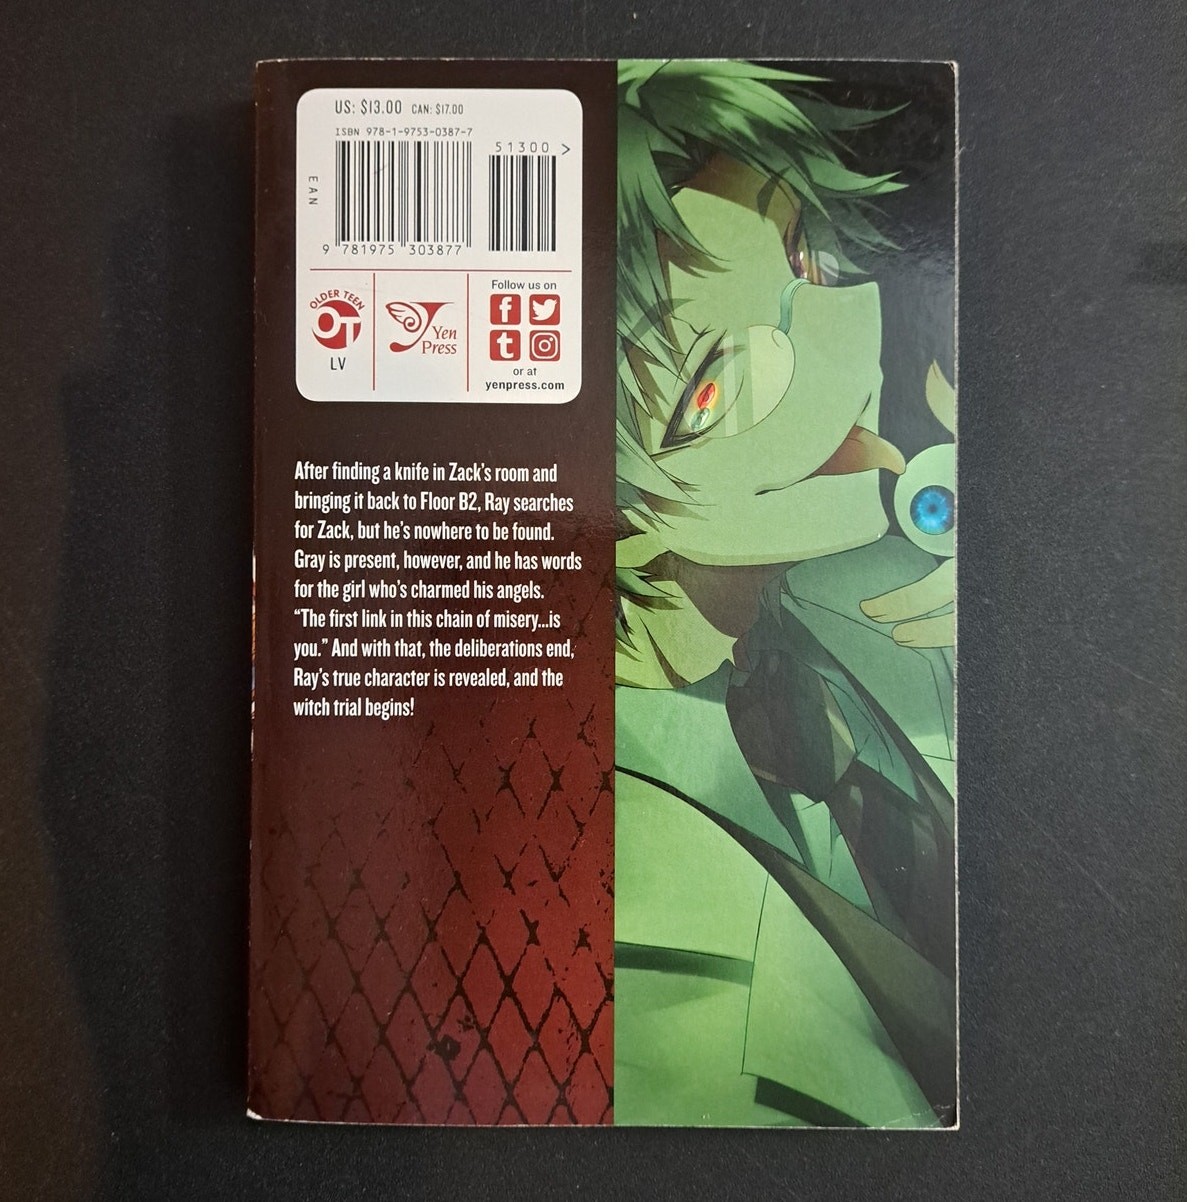 US: $13.00 CAN: $17.00
ISBN 978-1-9753-0387-7
51300 >
EAN
9 781975 303877
OLDER TEEN
OT
LV
Yen
Press
Follow us on
or at
yenpress.com
After finding a knife in Zack's room and
bringing it back to Floor B2, Ray searches
for Zack, but he's nowhere to be found.
Gray is present, however, and he has words
for the girl who's charmed his angels.
“The first link in this chain of misery...is
you.” And with that, the deliberations end,
Ray's true character is revealed, and the
witch trial begins!